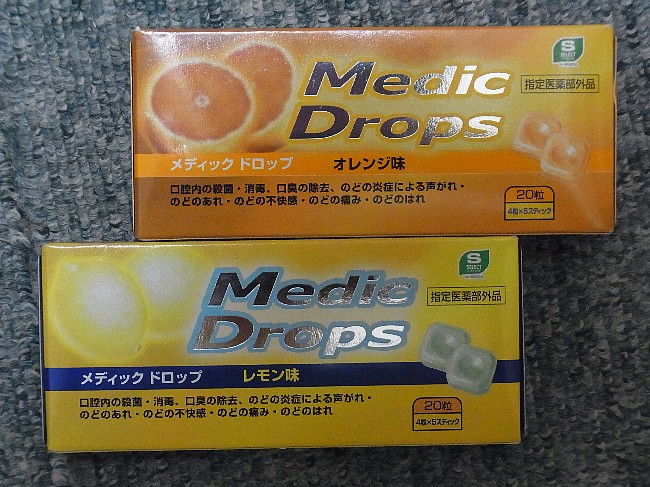 Medic
Drops
S
SELECT
指定医薬部外品
メディック ドロップ オレンジ味
口腔内の殺菌・消毒、口臭の除去、のどの炎症による声がれ・
のどのあれ・のどの不快感・のどの痛み・のどのはれ
20粒
4粒×5スティック
Medic
Drops
S
SELECT
指定医薬部外品
メディック ドロップ レモン味
口腔内の殺菌・消毒、口臭の除去、のどの炎症による声がれ・
のどのあれ・のどの不快感・のどの痛み・のどのはれ
20粒
4粒×5スティック